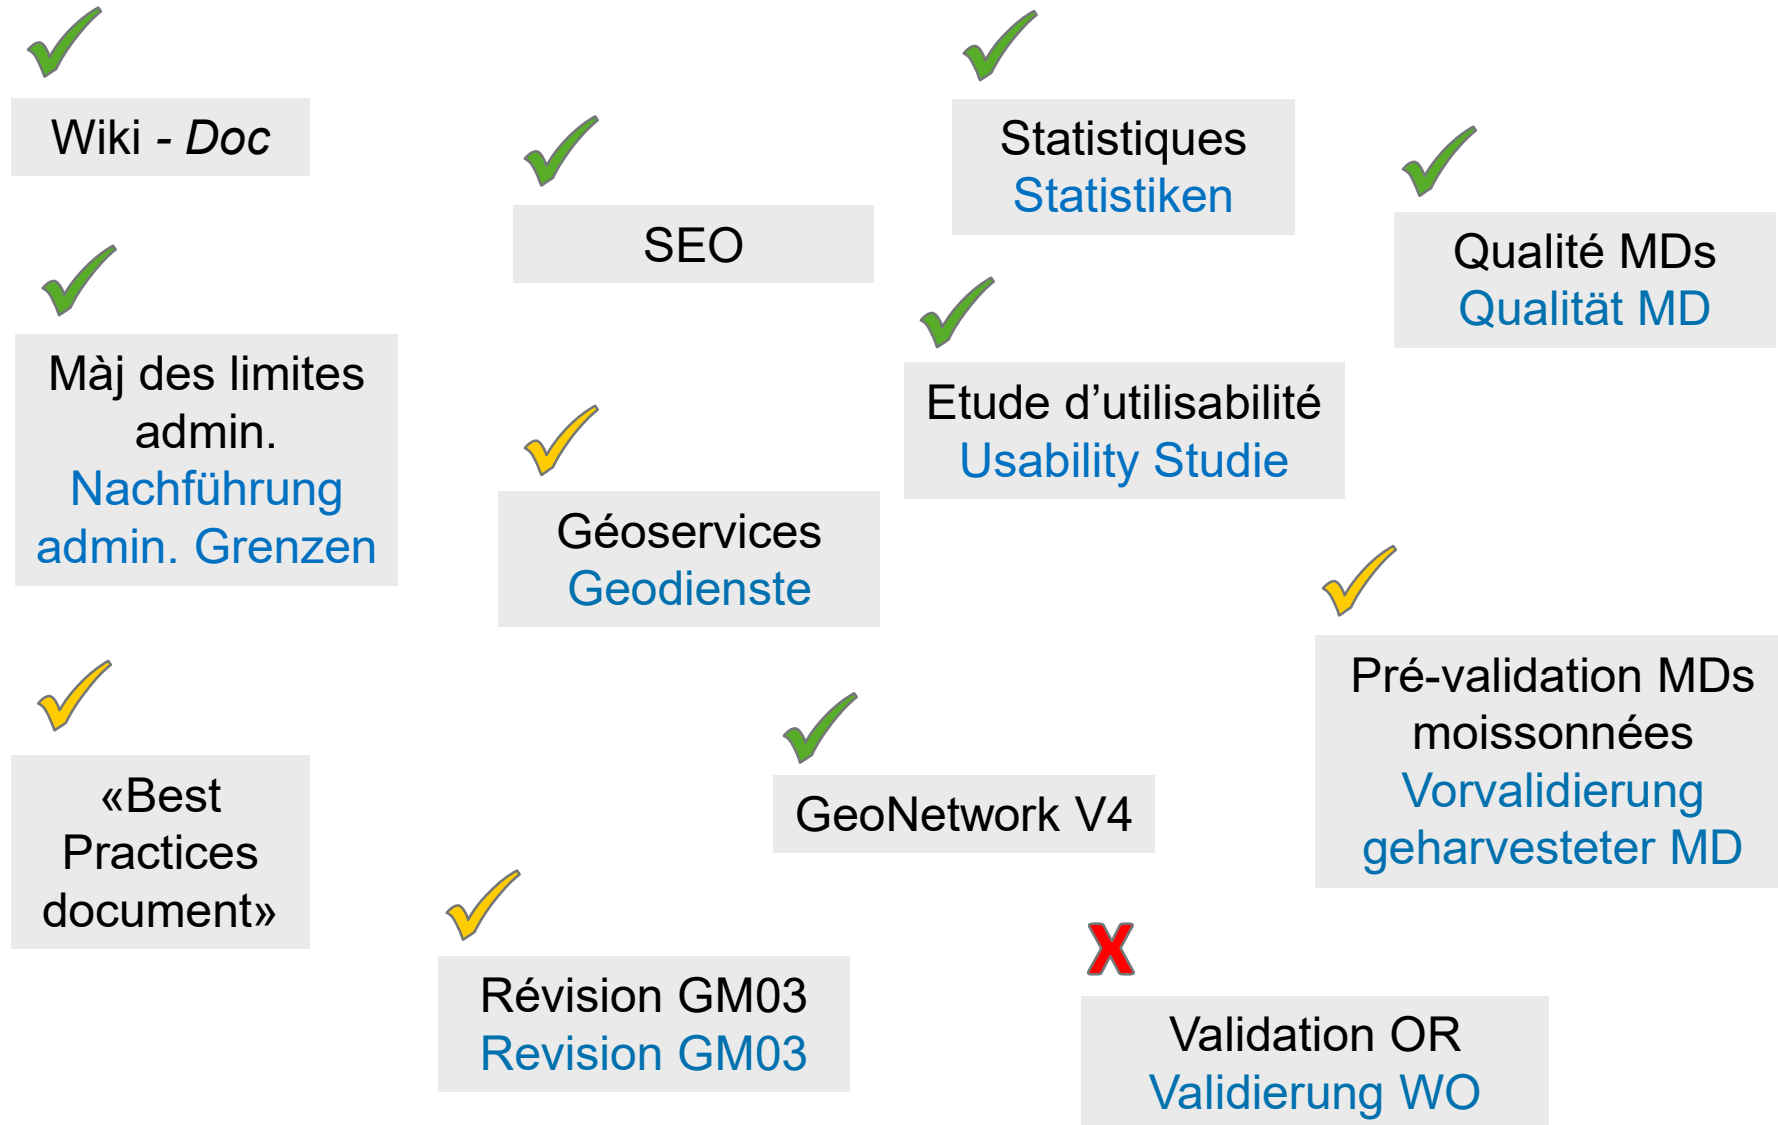 Wiki - Doc
Statistiques
Statistiken
SEO
Qualité MDs
Qualität MD
Màj des limites
admin.
Nachführung
admin. Grenzen
Etude d’utilisabilité
Usability Studie
Géoservices
Geodienste
Pré-validation MDs
moissonnées
Vorvalidierung
geharvesteter MD
«Best
Practices
document»
GeoNetwork V4
Révision GM03
Revision GM03
Validation OR
Validierung WO